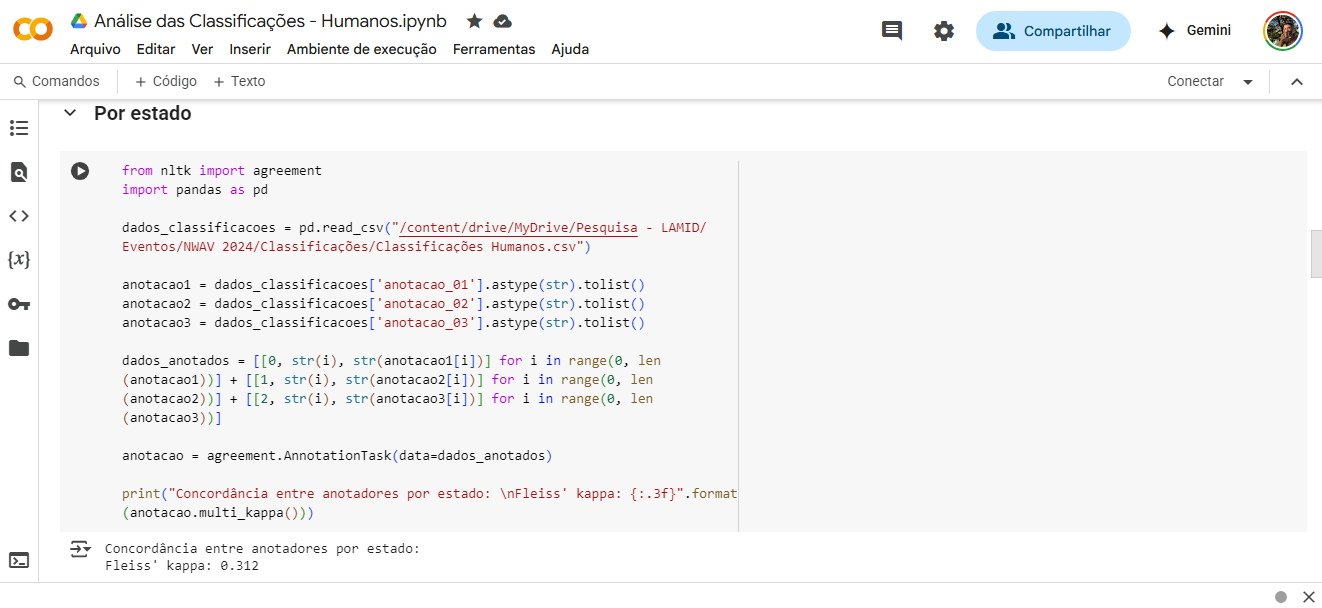 Análise das Classificações - Humanos.ipynb
Arquivo Editar Ver Inserir Ambiente de execução Ferramentas Ajuda
Compartilhar
Gemini
Comandos + Código + Texto
Conectar
Por estado
from nltk import agreement
import pandas as pd
dados_classificacoes = pd.read_csv("/content/drive/MyDrive/Pesquisa - LAMID/
Eventos/NWAV 2024/Classificações/Classificações Humanos.csv")
anotacao1 = dados_classificacoes['anotacao_01'].astype(str).tolist()
anotacao2 = dados_classificacoes['anotacao_02'].astype(str).tolist()
anotacao3 = dados_classificacoes['anotacao_03'].astype(str).tolist()
dados_anotados = [[0, str(i), str(anotacao1[i])] for i in range(0, len
(anotacao1))] + [[1, str(i), str(anotacao2[i])] for i in range(0, len
(anotacao2))] + [[2, str(i), str(anotacao3[i])] for i in range(0, len
(anotacao3))]
anotacao = agreement.AnnotationTask(data=dados_anotados)
print("Concordância entre anotadores por estado: \nFleiss' kappa: {:.3f}".format
(anotacao.multi_kappa()))
Concordância entre anotadores por estado:
Fleiss' kappa: 0.312